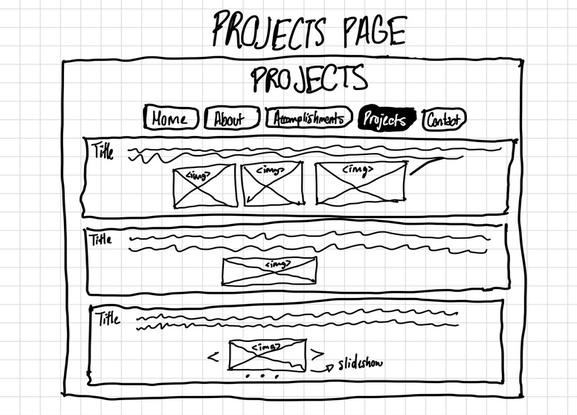 PROJECTS PAGE
PROJECTS
Home About Accomplishments Projects Contact
Title
<img> <img> <img>
Title
<img>
Title
< <img> >
slideshow